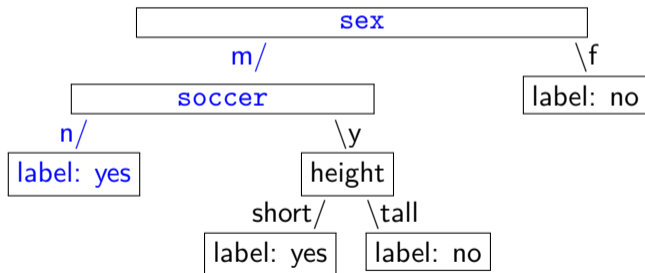 sex
m/ \f
soccer label: no
n/ \y
label: yes height
short/ \tall
label: yes label: no